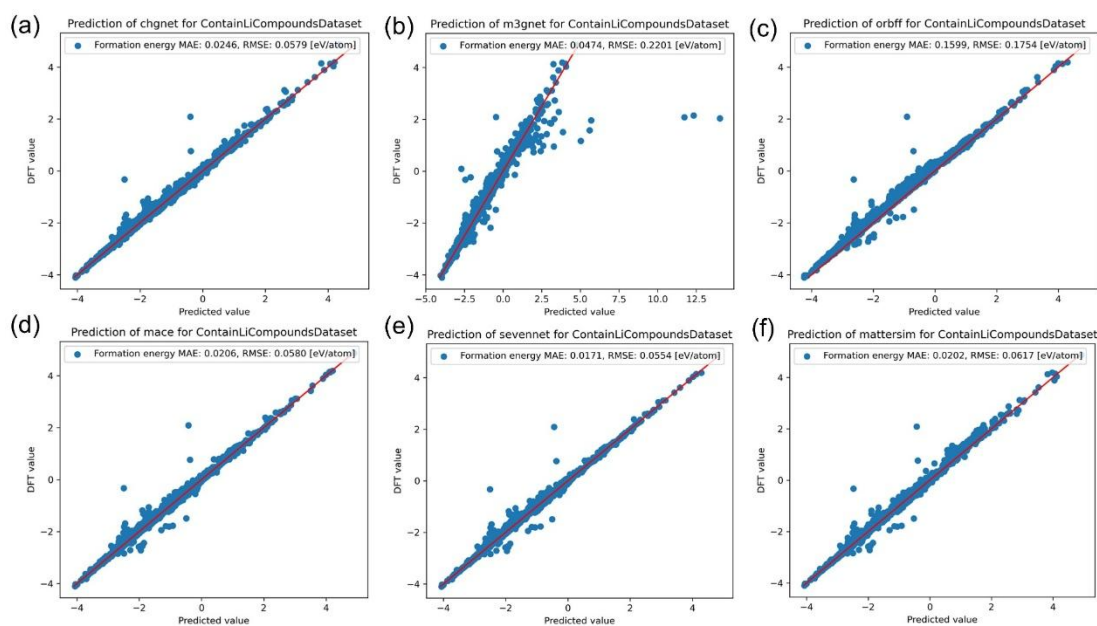 (a)
Prediction of chgnet for ContainLiCompoundsDataset
Formation energy MAE: 0.0246, RMSE: 0.0579 [eV/atom]
4
2
0
−2
−4
DFT value
−4 −2 0 2 4
Predicted value
(b)
Prediction of m3gnet for ContainLiCompoundsDataset
Formation energy MAE: 0.0474, RMSE: 0.2201 [eV/atom]
4
2
0
−2
−4
DFT value
−5.0 −2.5 0.0 2.5 5.0 7.5 10.0 12.5
Predicted value
(c)
Prediction of orbff for ContainLiCompoundsDataset
Formation energy MAE: 0.1599, RMSE: 0.1754 [eV/atom]
4
2
0
−2
−4
DFT value
−4 −2 0 2 4
Predicted value
(d)
Prediction of mace for ContainLiCompoundsDataset
Formation energy MAE: 0.0206, RMSE: 0.0580 [eV/atom]
4
2
0
−2
−4
DFT value
−4 −2 0 2 4
Predicted value
(e)
Prediction of sevennet for ContainLiCompoundsDataset
Formation energy MAE: 0.0171, RMSE: 0.0554 [eV/atom]
4
2
0
−2
−4
DFT value
−4 −2 0 2 4
Predicted value
(f)
Prediction of mattersim for ContainLiCompoundsDataset
Formation energy MAE: 0.0202, RMSE: 0.0617 [eV/atom]
4
2
0
−2
−4
DFT value
−4 −2 0 2 4
Predicted value